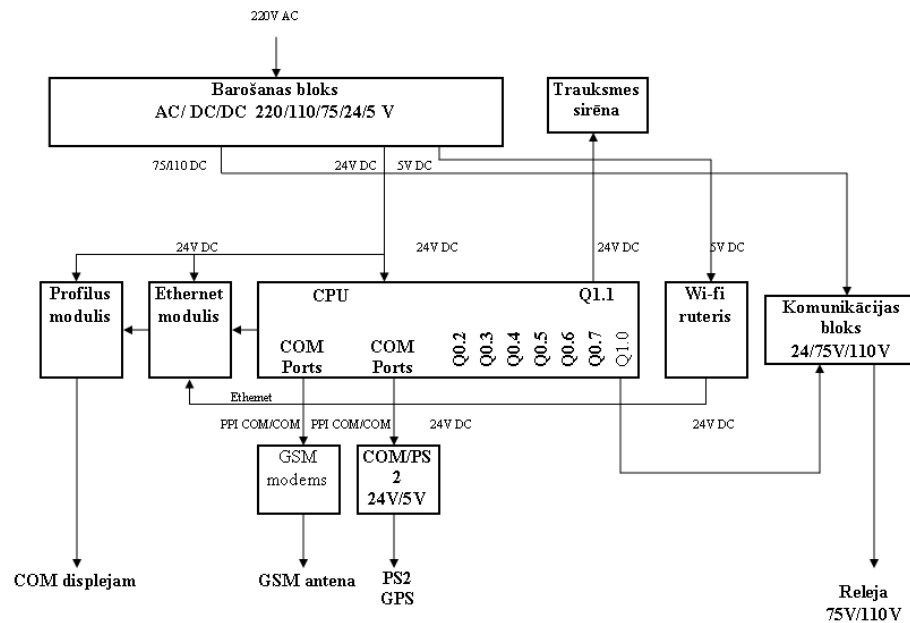 220V AC
Barošanas bloks
AC/ DC/DC 220/110/75/24/5 V
Trauksmes
sirēna
75/110 DC
24V DC
5V DC
24V DC
24V DC
24V DC
5V DC
Profilus
modulis
Ethernet
modulis
CPU
Q1.1
COM
Ports
COM
Ports
Q0.2
Q0.3
Q0.4
Q0.5
Q0.6
Q0.7
Q1.0
Wi-fi
ruteris
Komunikācijas
bloks
24/75V/110V
Ethernet
PPI COM/COM
PPI COM/COM
24V DC
24V DC
GSM
modems
COM/PS
2
24V/5V
COM displejam
GSM antena
PS2
GPS
Releja
75V/110V